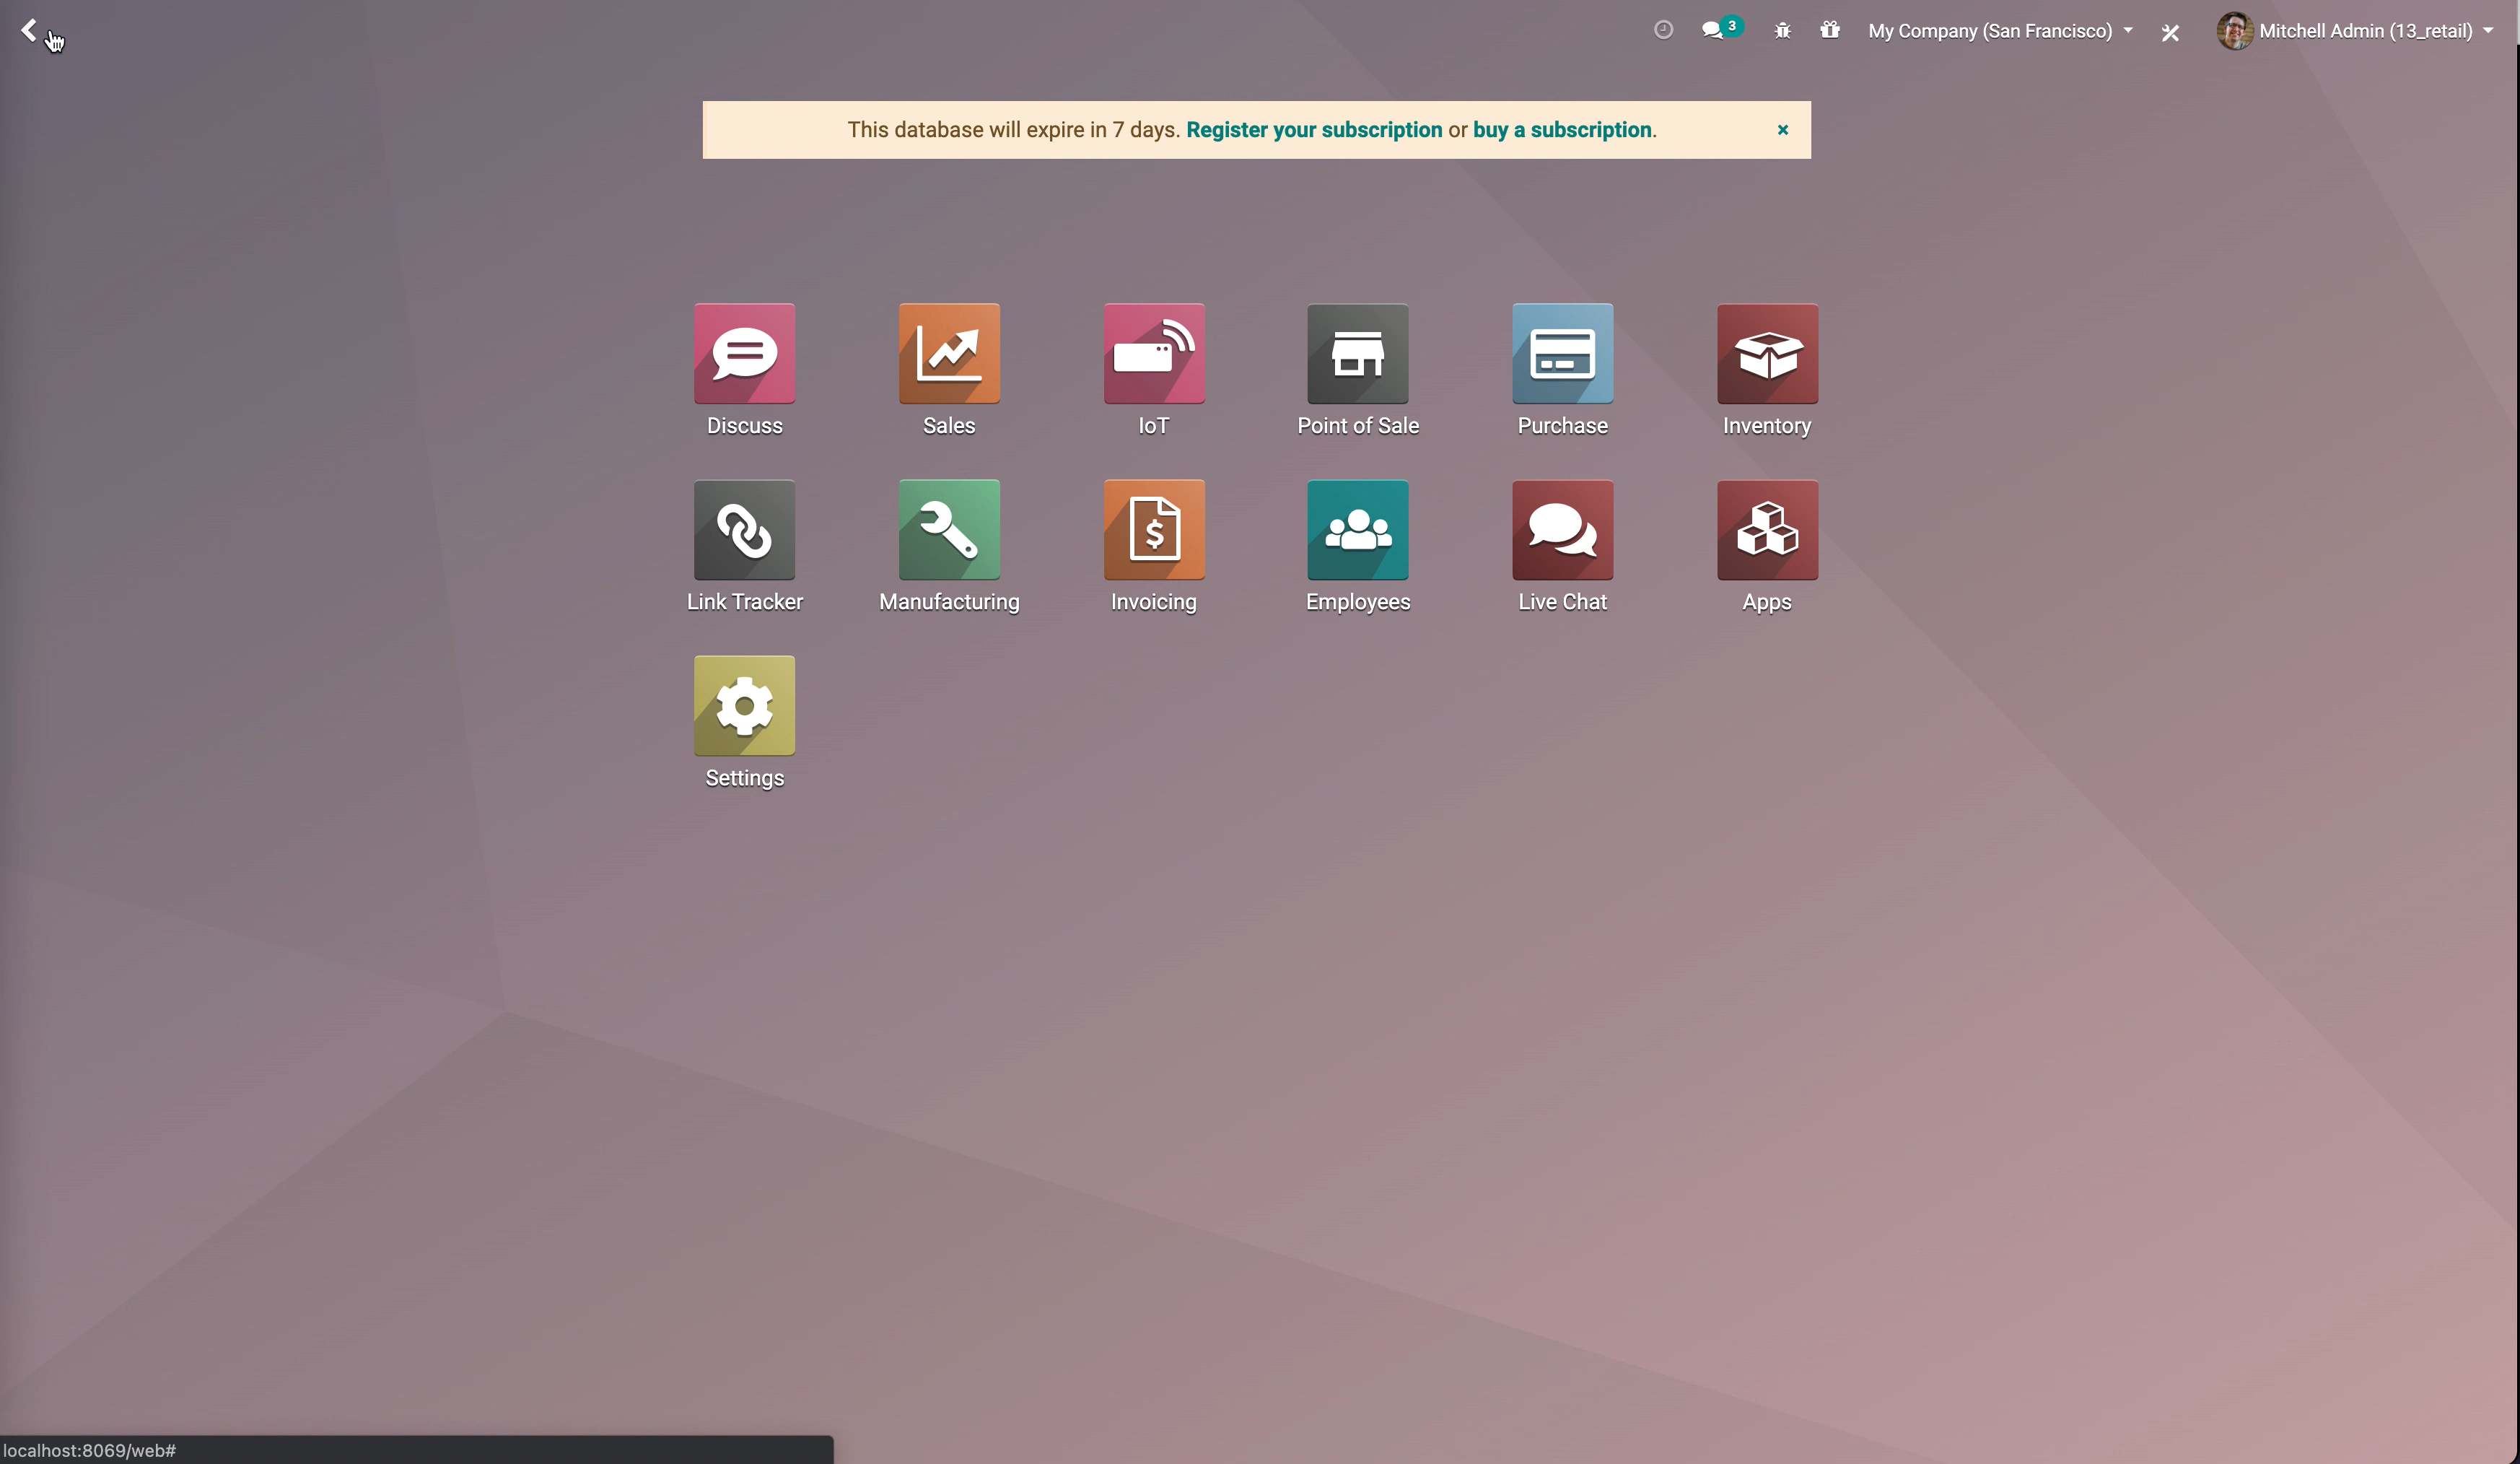 3
My Company (San Francisco)
Mitchell Admin (13_retail)
This database will expire in 7 days. Register your subscription or buy a subscription.
×
Discuss
Sales
IoT
Point of Sale
Purchase
Inventory
Link Tracker
Manufacturing
$
Invoicing
Employees
Live Chat
Apps
Settings
localhost:8069/web#